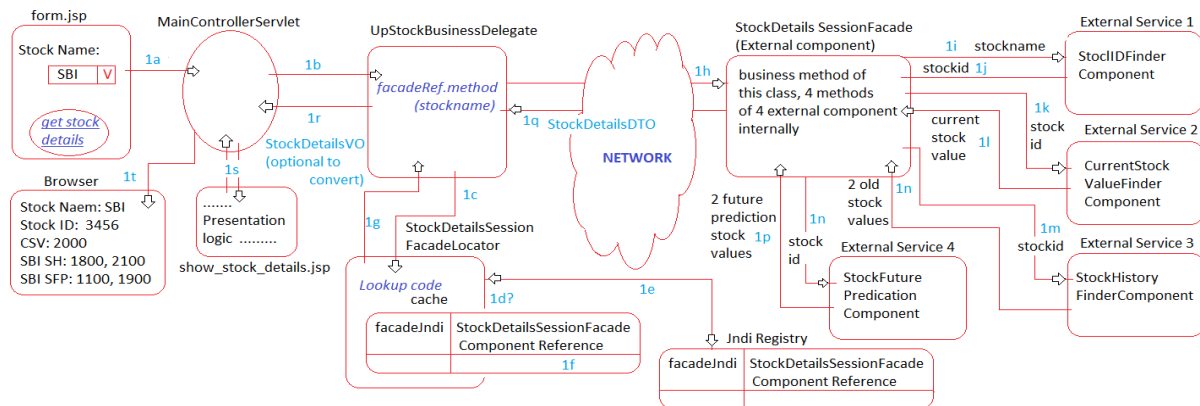 form.jsp
Stock Name:
SBI V
get stock
details
1a
MainControllerServlet
1b
1r
StockDetailsVO
(optional to
convert)
1s
1t
Browser
Stock Naem: SBI
Stock ID: 3456
CSV: 2000
SBI SH: 1800, 2100
SBI SFP: 1100, 1900
.......
Presentation
logic .........
show_stock_details.jsp
UpStockBusinessDelegate
facadeRef.method
(stockname)
1q
StockDetailsDTO
1c
1g
StockDetailsSession
FacadeLocator
Lookup code
cache
1d?
facadeJndi StockDetailsSessionFacade
Component Reference
1f
1e
Jndi Registry
facadeJndi StockDetailsSessionFacade
Component Reference
NETWORK
1h
StockDetails SessionFacade
(External component)
business method of
this class, 4 methods
of 4 external component
internally
1i stockname
stockid 1j
1k
stock
id
current
stock
value
1l
1n
2 old
stock
values
1m
stockid
2 future
prediction
stock 1p
values
1n
stock
id
External Service 1
StoclIDFinder
Component
External Service 2
CurrentStock
ValueFinder
Component
External Service 3
StockHistory
FinderComponent
External Service 4
StockFuture
Predication
Component